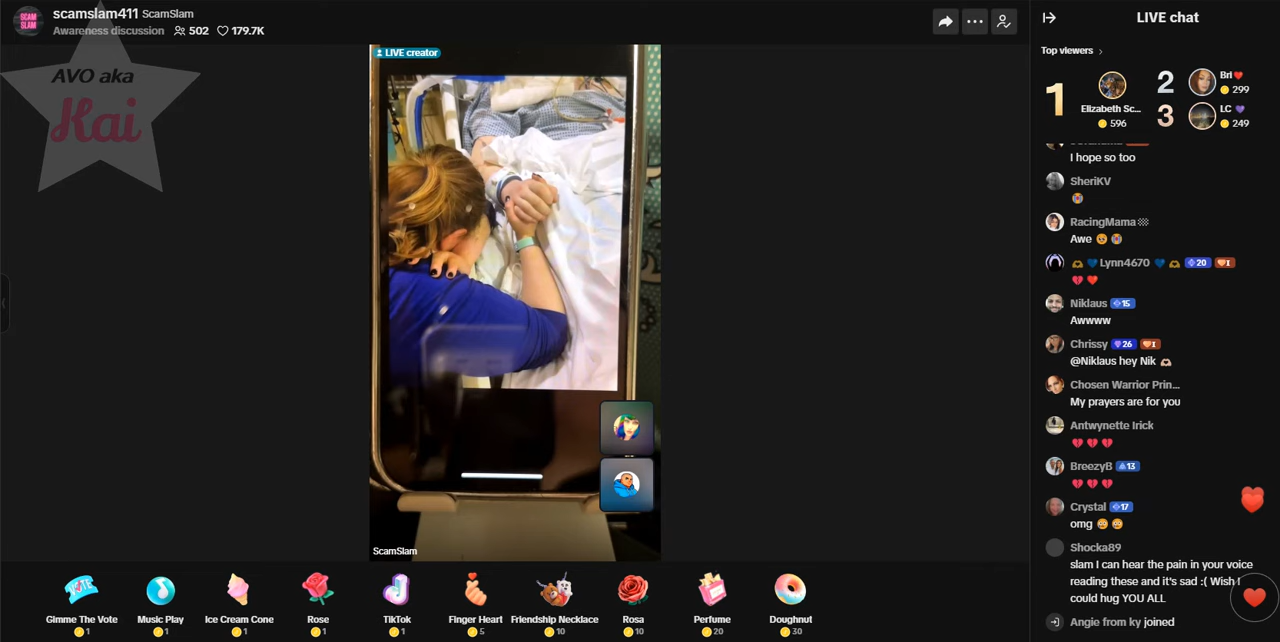 SCAM
SLAM
scamslam411 ScamSlam
Awareness discussion 502 179.7K
AVO aka
Kai
LIVE creator
ScamSlam
Gimme The Vote
1
Music Play
1
Ice Cream Cone
1
Rose
1
TikTok
1
Finger Heart
5
Friendship Necklace
10
Rosa
10
Perfume
20
Doughnut
30
LIVE chat
Top viewers
1
Elizabeth Sc...
596
2
Bri
299
3
LC
249
I hope so too
SheriKV
RacingMama
Awe
Lynn4670 20 I
Niklaus 15
Awwww
Chrissy 26 I
@Niklaus hey Nik
Chosen Warrior Prin...
My prayers are for you
Antwynette Irick
BreezyB 13
Crystal 17
omg
Shocka89
slam I can hear the pain in your voice
reading these and it's sad :( Wish I
could hug YOU ALL
Angie from ky joined